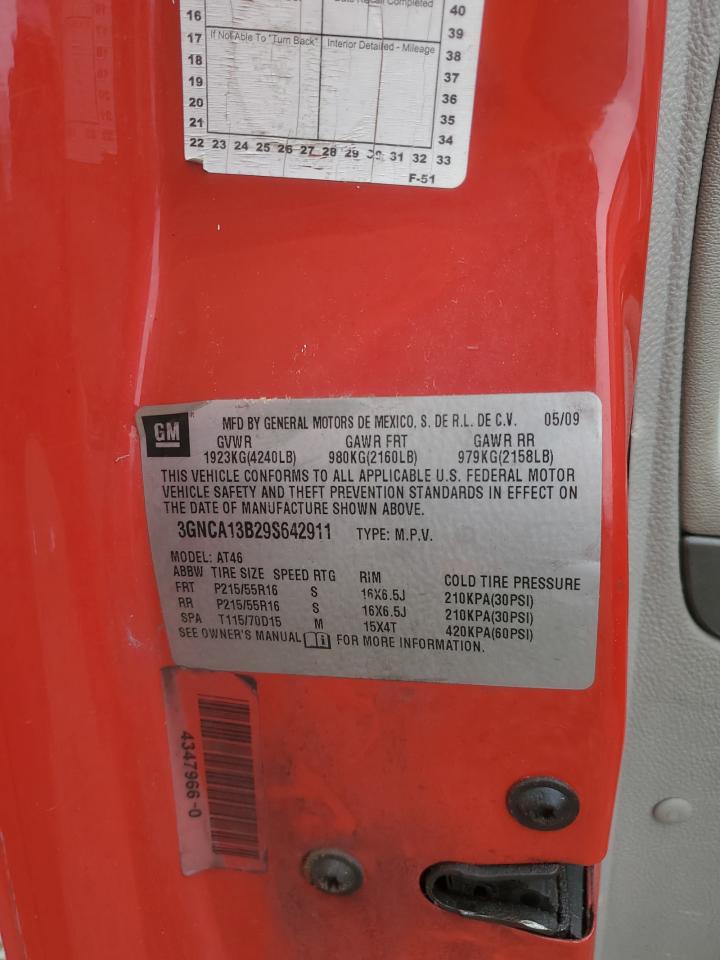 Completed
40
16
39
17
If Not Able To "Turn Back"
Interior Detailed - Mileage
38
18
37
19
36
20
35
21
34
22 23 24 25 26 27 28 29 30 31 32 33
F-51
GM
MFD BY GENERAL MOTORS DE MEXICO, S. DE R.L. DE C.V. 05/09
GVWR GAWR FRT GAWR RR
1923KG(4240LB) 980KG(2160LB) 979KG(2158LB)
THIS VEHICLE CONFORMS TO ALL APPLICABLE U.S. FEDERAL MOTOR
VEHICLE SAFETY AND THEFT PREVENTION STANDARDS IN EFFECT ON
THE DATE OF MANUFACTURE SHOWN ABOVE.
3GNCA13B29S642911 TYPE: M.P.V.
MODEL: AT46
ABBW TIRE SIZE SPEED RTG RIM COLD TIRE PRESSURE
FRT P215/55R16 S 16X6.5J 210KPA(30PSI)
RR P215/55R16 S 16X6.5J 210KPA(30PSI)
SPA T115/70D15 M 15X4T 420KPA(60PSI)
SEE OWNER'S MANUAL FOR MORE INFORMATION.
4347966-0